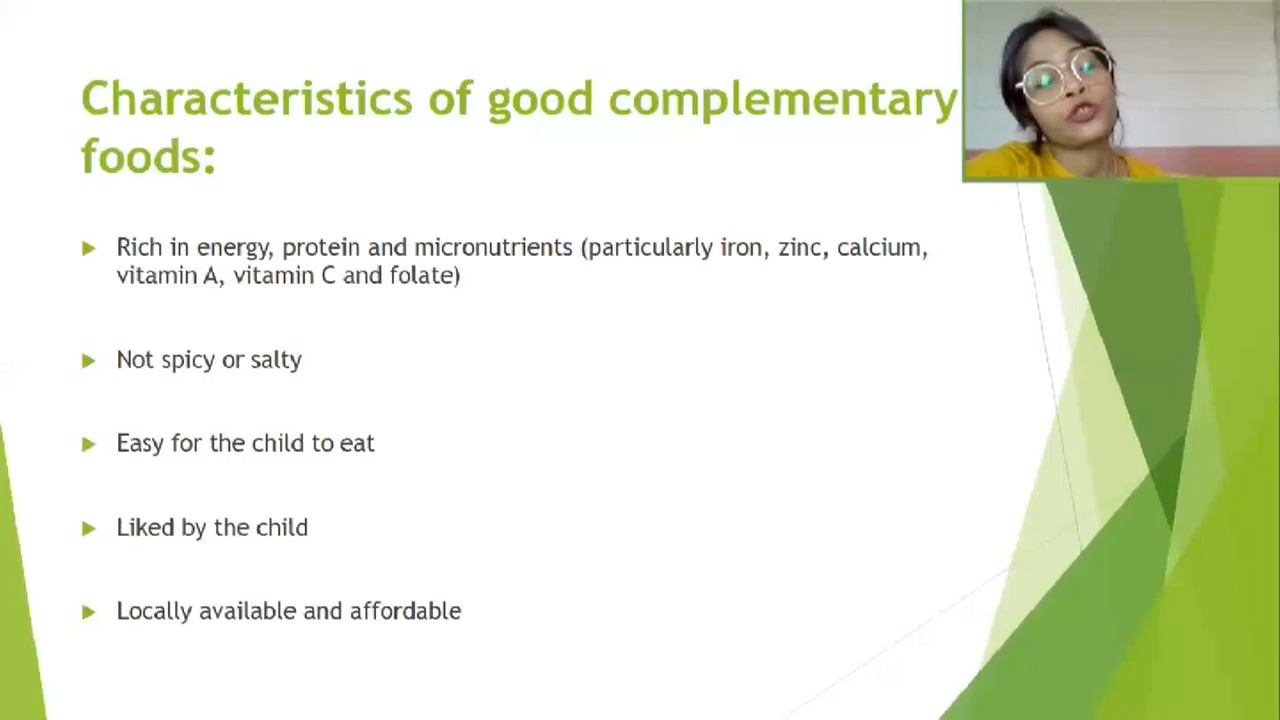 Characteristics of good complementary
foods:
Rich in energy, protein and micronutrients (particularly iron, zinc, calcium,
vitamin A, vitamin C and folate)
Not spicy or salty
Easy for the child to eat
Liked by the child
Locally available and affordable